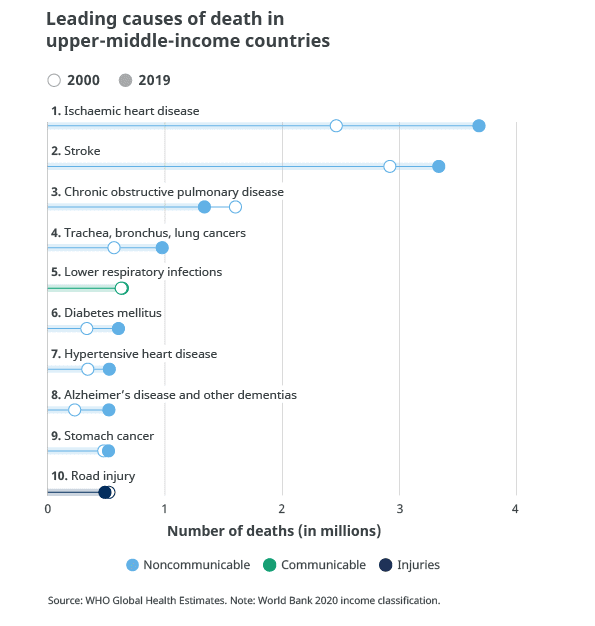 Leading causes of death in
upper-middle-income countries
2000 2019
1. Ischaemic heart disease
2. Stroke
3. Chronic obstructive pulmonary disease
4. Trachea, bronchus, lung cancers
5. Lower respiratory infections
6. Diabetes mellitus
7. Hypertensive heart disease
8. Alzheimer’s disease and other dementias
9. Stomach cancer
10. Road injury
0 1 2 3 4
Number of deaths (in millions)
Noncommunicable Communicable Injuries
Source: WHO Global Health Estimates. Note: World Bank 2020 income classification.